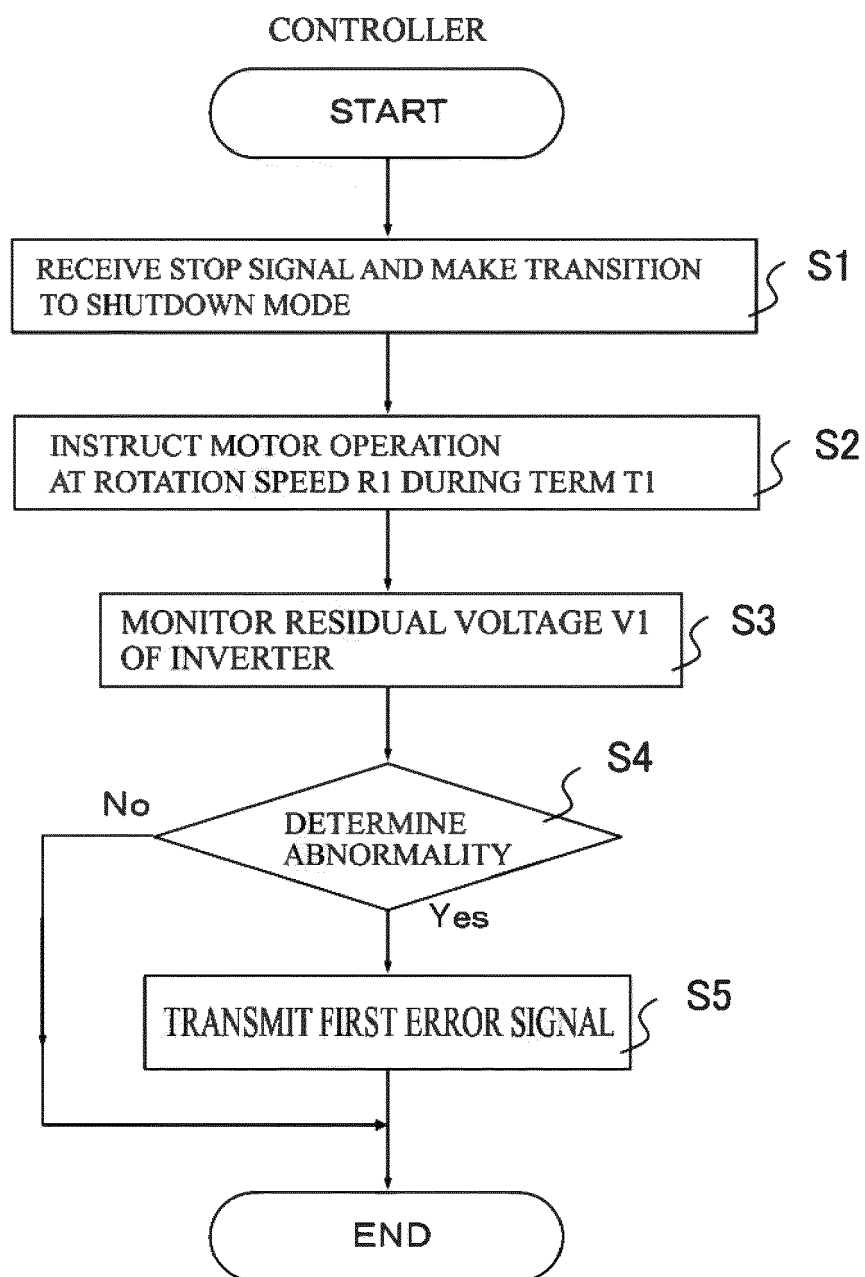 CONTROLLER
START
RECEIVE STOP SIGNAL AND MAKE TRANSITION
TO SHUTDOWN MODE
S1
INSTRUCT MOTOR OPERATION
AT ROTATION SPEED R1 DURING TERM T1
S2
MONITOR RESIDUAL VOLTAGE V1
OF INVERTER
S3
S4
No
DETERMINE
ABNORMALITY
Yes
TRANSMIT FIRST ERROR SIGNAL
S5
END